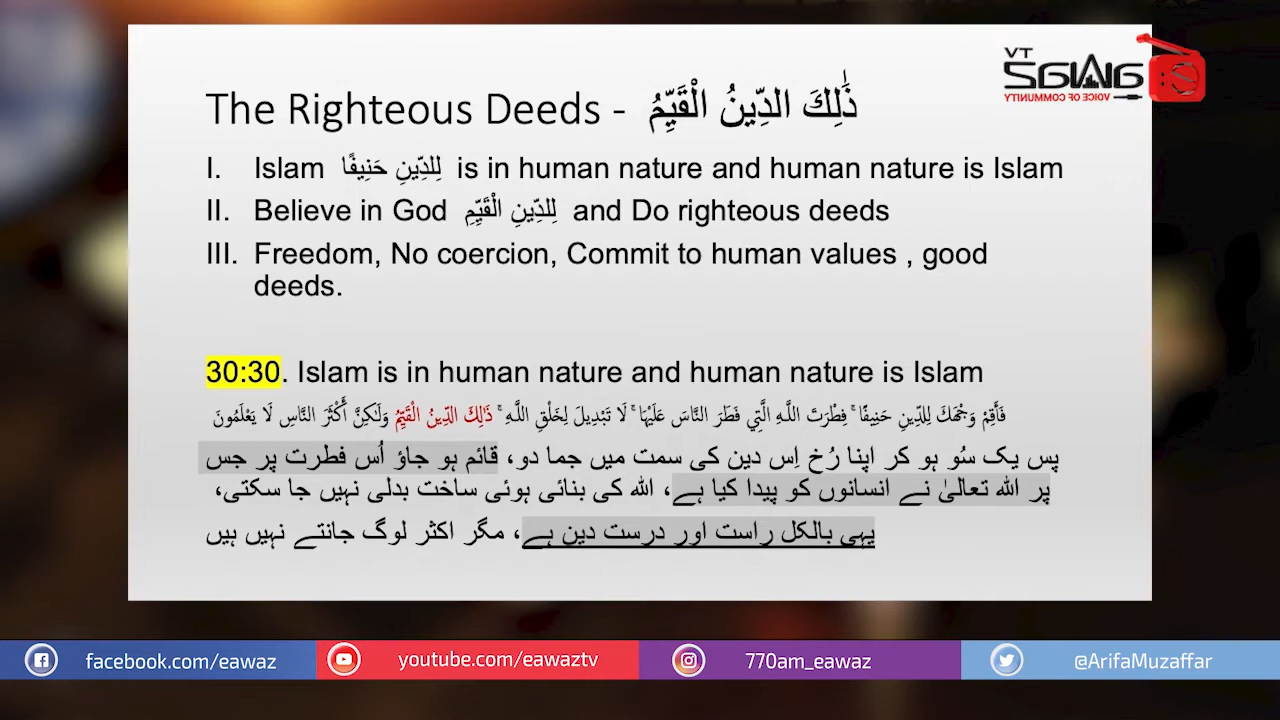 The Righteous Deeds - ذَٰلِكَ الدِّينُ الْقَيِّمُ
I. Islam لِلدِّينِ حَنِيفًا is in human nature and human nature is Islam
II. Believe in God لِلدِّينِ الْقَيِّمِ and Do righteous deeds
III. Freedom, No coercion, Commit to human values , good
deeds.
30:30. Islam is in human nature and human nature is Islam
فَأَقِمْ وَجْهَكَ لِلدِّينِ حَنِيفًا ۚ فِطْرَتَ اللَّهِ الَّتِي فَطَرَ النَّاسَ عَلَيْهَا ۚ لَا تَبْدِيلَ لِخَلْقِ اللَّهِ ۚ ذَٰلِكَ الدِّينُ الْقَيِّمُ وَلَٰكِنَّ أَكْثَرَ النَّاسِ لَا يَعْلَمُونَ
پس یک سُو ہو کر اپنا رُخ اِس دین کی سمت میں جما دو، قائم ہو جاؤ اُس فطرت پر جس
پر اللہ تعالیٰ نے انسانوں کو پیدا کیا ہے، اللہ کی بنائی ہوئی ساخت بدلی نہیں جا سکتی،
یہی بالکل راست اور درست دین ہے، مگر اکثر لوگ جانتے نہیں ہیں
facebook.com/eawaz
youtube.com/eawaztv
770am_eawaz
@ArifaMuzaffar